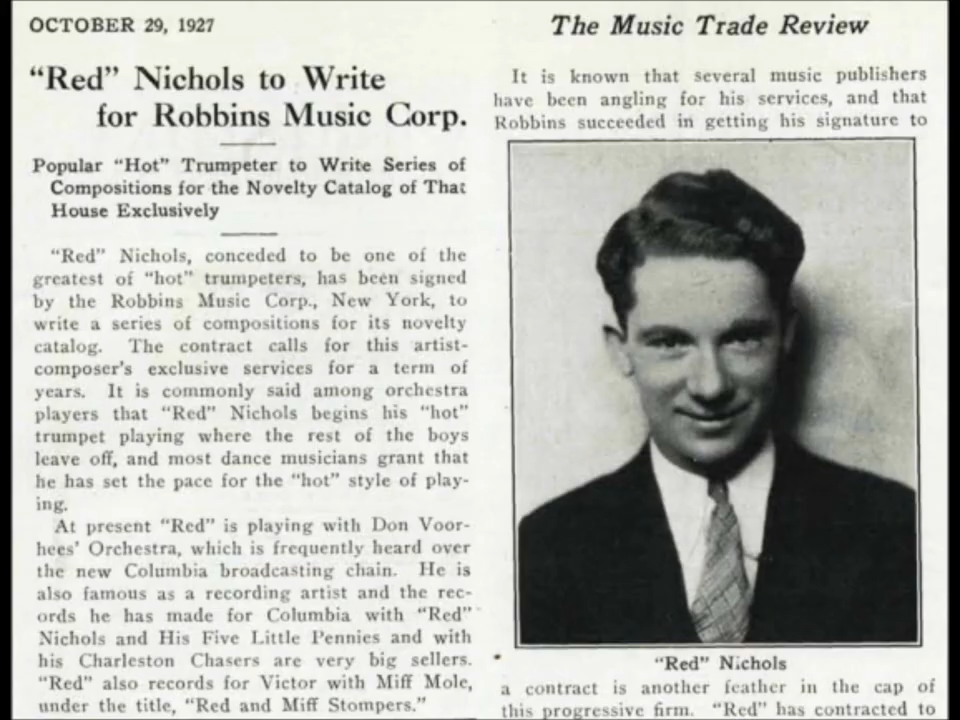 OCTOBER 29, 1927
The Music Trade Review
"Red" Nichols to Write
for Robbins Music Corp.
Popular "Hot" Trumpeter to Write Series of
Compositions for the Novelty Catalog of That
House Exclusively
"Red" Nichols, conceded to be one of the
greatest of "hot" trumpeters, has been signed
by the Robbins Music Corp., New York, to
write a series of compositions for its novelty
catalog. The contract calls for this artist-
composer's exclusive services for a term of
years. It is commonly said among orchestra
players that "Red" Nichols begins his "hot"
trumpet playing where the rest of the boys
leave off, and most dance musicians grant that
he has set the pace for the "hot" style of play-
ing.
At present "Red" is playing with Don Voor-
hees' Orchestra, which is frequently heard over
the new Columbia broadcasting chain. He is
also famous as a recording artist and the rec-
ords he has made for Columbia with "Red"
Nichols and His Five Little Pennies and with
his Charleston Chasers are very big sellers.
"Red" also records for Victor with Miff Mole,
under the title, "Red and Miff Stompers."
It is known that several music publishers
have been angling for his services, and that
Robbins succeeded in getting his signature to
"Red" Nichols
a contract is another feather in the cap of
this progressive firm. "Red" has contracted to